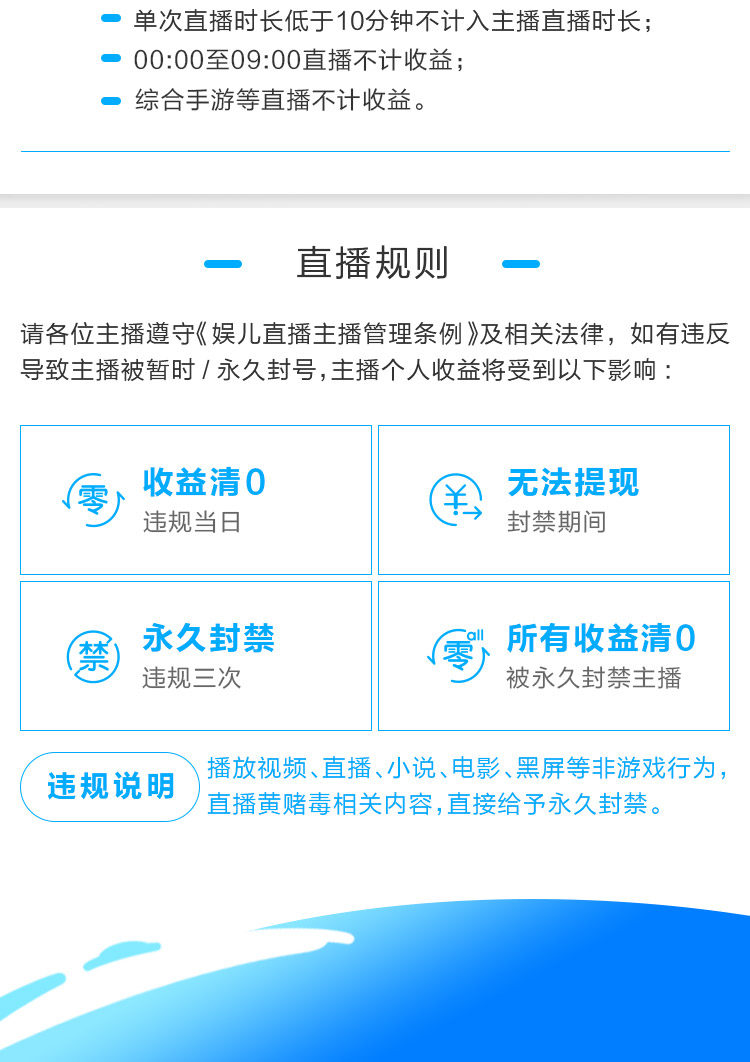 单次直播时长低于10分钟不计入主播直播时长；
00:00至09:00直播不计收益；
综合手游等直播不计收益。
直播规则
请各位主播遵守《娱儿直播主播管理条例》及相关法律，如有违反
导致主播被暂时 / 永久封号，主播个人收益将受到以下影响：
零
收益清0
违规当日
无法提现
封禁期间
禁
永久封禁
违规三次
零all
所有收益清0
被永久封禁主播
违规说明
播放视频、直播、小说、电影、黑屏等非游戏行为，
直播黄赌毒相关内容，直接给予永久封禁。